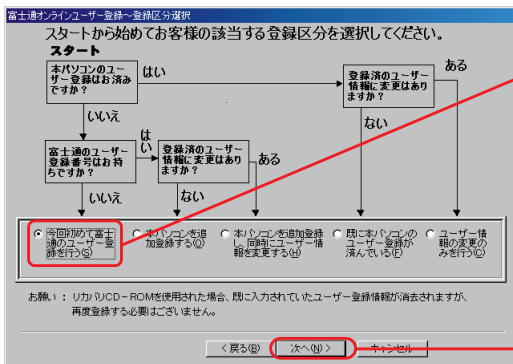 富士通オンラインユーザー登録～登録区分選択
スタートから始めてお客様の該当する登録区分を選択してください。
スタート
本パソコンのユー
ザー登録はお済み
ですか？
はい
登録済のユーザー
情報に変更はあり
ますか？
ある
いいえ
ない
富士通のユーザー
登録番号はお持
ちですか？
は
い
登録済のユーザー
情報に変更はあり
ますか？
ある
いいえ
ない
今回初めて富士
通のユーザー登
録を行う(S)
本パソコンを追
加登録する(O)
本パソコンを追加登録
し、同時にユーザー情
報を変更する(H)
既に本パソコンの
ユーザー登録が
済んでいる(F)
ユーザー情
報の変更の
みを行う(C)
お願い： リカバリCD－ROMを使用された場合、既に入力されていたユーザー登録情報が消去されますが、
再度登録する必要はございません。
< 戻る(B)
次へ(N) >
キャンセル